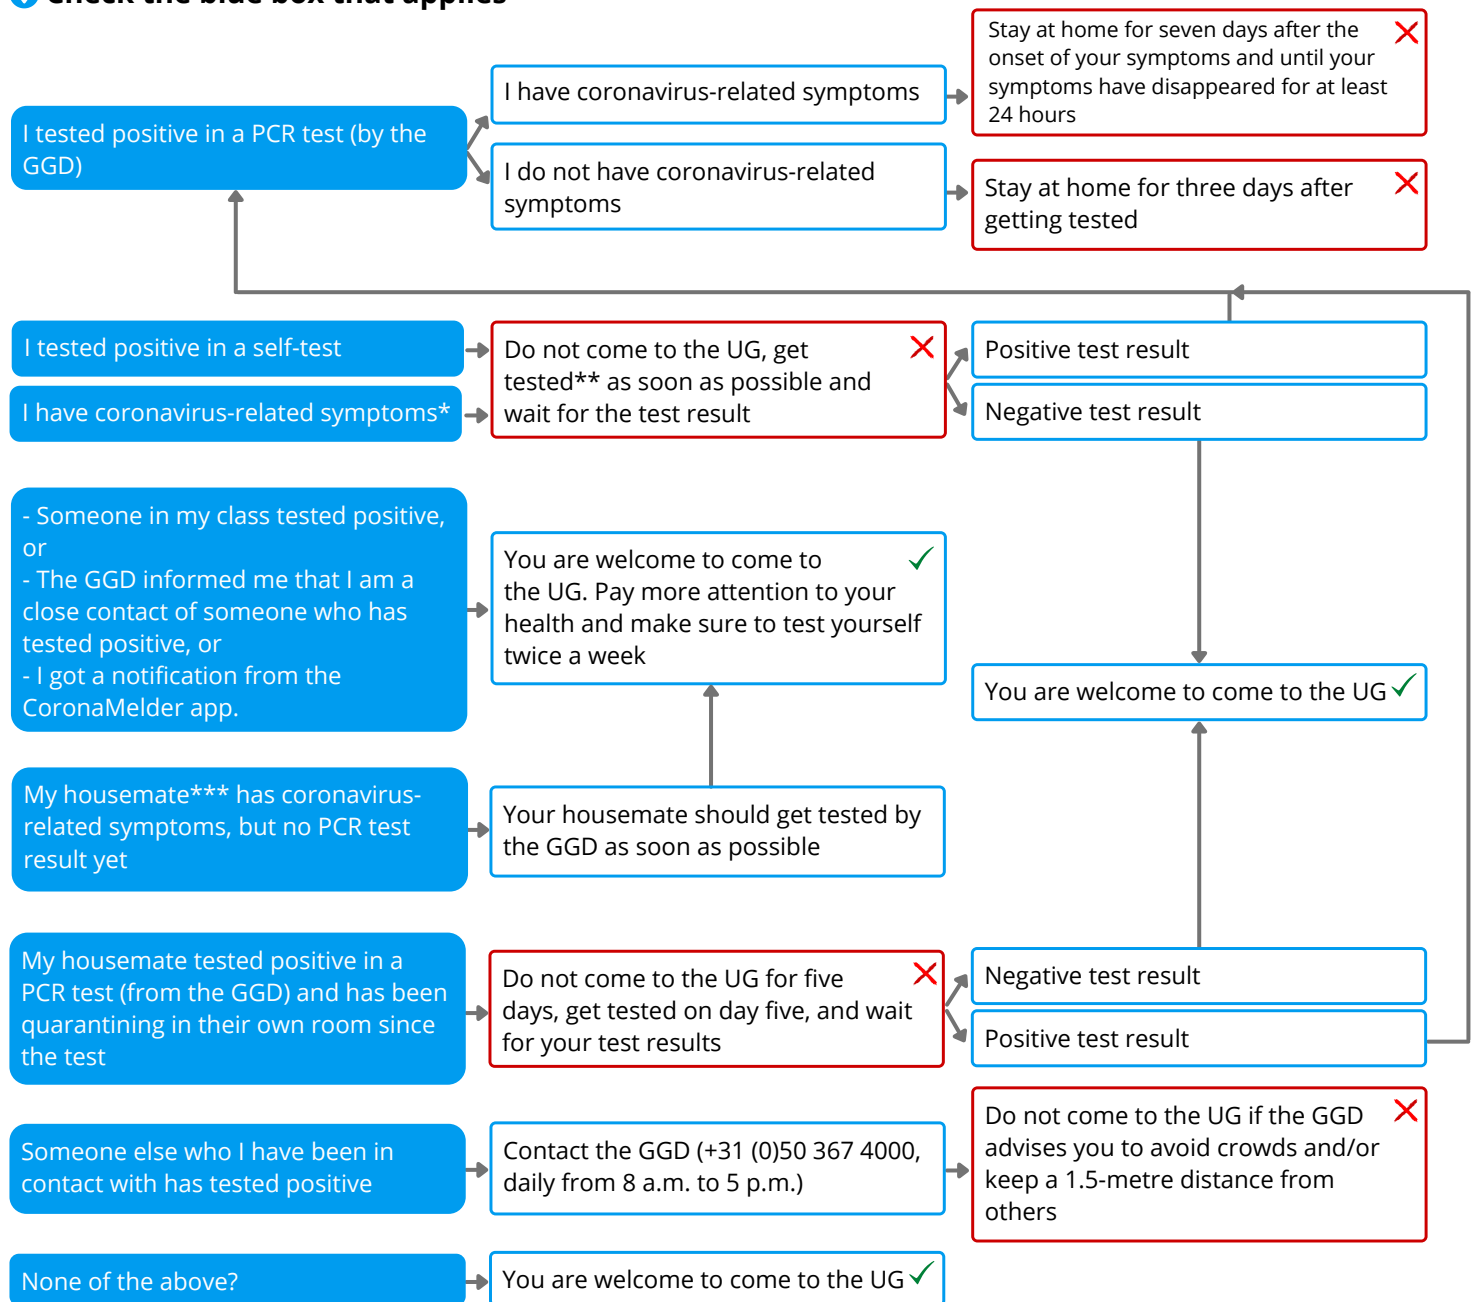 Check the blue box that applies
I tested positive in a PCR test (by the
GGD)
I have coronavirus-related symptoms
Stay at home for seven days after the
onset of your symptoms and until your
symptoms have disappeared for at least
24 hours
I do not have coronavirus-related
symptoms
Stay at home for three days after
getting tested
I tested positive in a self-test
I have coronavirus-related symptoms*
Do not come to the UG, get
tested** as soon as possible and
wait for the test result
Positive test result
Negative test result
- Someone in my class tested positive,
or
- The GGD informed me that I am a
close contact of someone who has
tested positive, or
- I got a notification from the
CoronaMelder app.
You are welcome to come to
the UG. Pay more attention to your
health and make sure to test yourself
twice a week
You are welcome to come to the UG
My housemate*** has coronavirus-
related symptoms, but no PCR test
result yet
Your housemate should get tested by
the GGD as soon as possible
My housemate tested positive in a
PCR test (from the GGD) and has been
quarantining in their own room since
the test
Do not come to the UG for five
days, get tested on day five, and wait
for your test results
Negative test result
Positive test result
Someone else who I have been in
contact with has tested positive
Contact the GGD (+31 (0)50 367 4000,
daily from 8 a.m. to 5 p.m.)
Do not come to the UG if the GGD
advises you to avoid crowds and/or
keep a 1.5-metre distance from
others
None of the above?
You are welcome to come to the UG